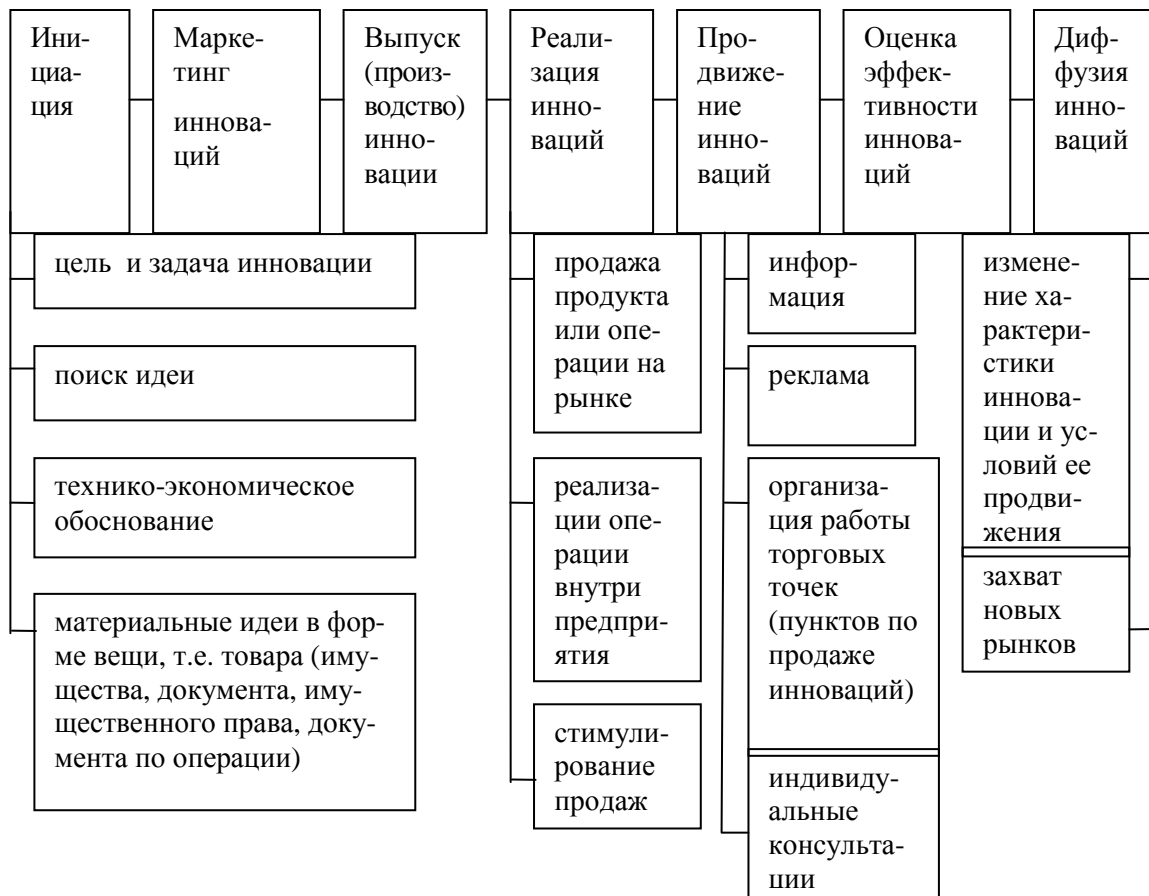 Ини-
циа-
ция
Марке-
тинг
иннова-
ций
Выпуск
(произ-
водство)
инно-
вации
Реали-
зация
инно-
ваций
Про-
движе-
ние
инно-
ваций
Оценка
эффек-
тивности
иннова-
ций
Диф-
фузия
инно-
ваций
цель и задача инновации
поиск идеи
технико-экономическое
обоснование
материальные идеи в фор-
ме вещи, т.е. товара (иму-
щества, документа, иму-
щественного права, доку-
мента по операции)
продажа
продукта
или опе-
рации на
рынке
реализа-
ции опе-
рации
внутри
предпри-
ятия
стимули-
рование
продаж
инфор-
мация
реклама
организа-
ция работы
торговых
точек
(пунктов по
продаже
инноваций)
индивиду-
альные
консульта-
ции
измене-
ние ха-
рактери-
стики
иннова-
ции и ус-
ловий ее
продви-
жения
захват
новых
рынков